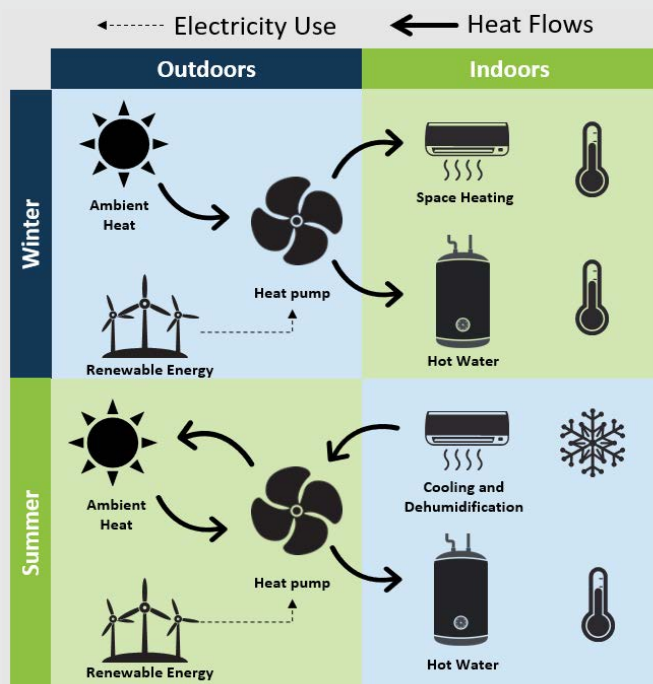 Electricity Use
Heat Flows
Outdoors
Indoors
Winter
Ambient
Heat
Heat pump
Renewable Energy
Space Heating
Hot Water
Summer
Ambient
Heat
Heat pump
Renewable Energy
Cooling and
Dehumidification
Hot Water